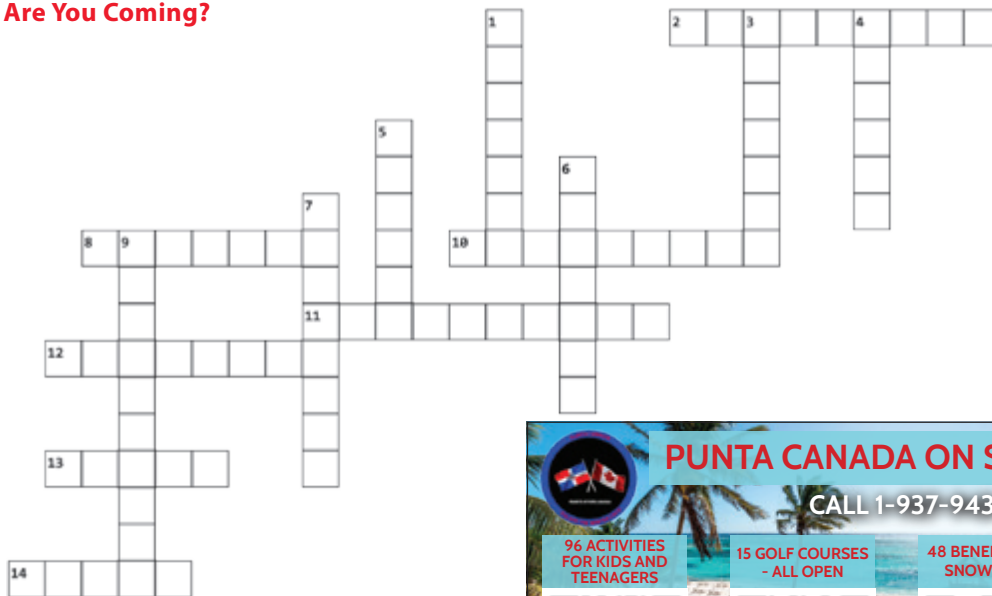 Are You Coming?
1
2
3
4
5
6
7
8
9
10
11
12
13
14
PUNTA CANADA ON
CALL 1-937-943
96 ACTIVITIES
FOR KIDS AND
TEENAGERS
15 GOLF COURSES
- ALL OPEN
48
SNOW